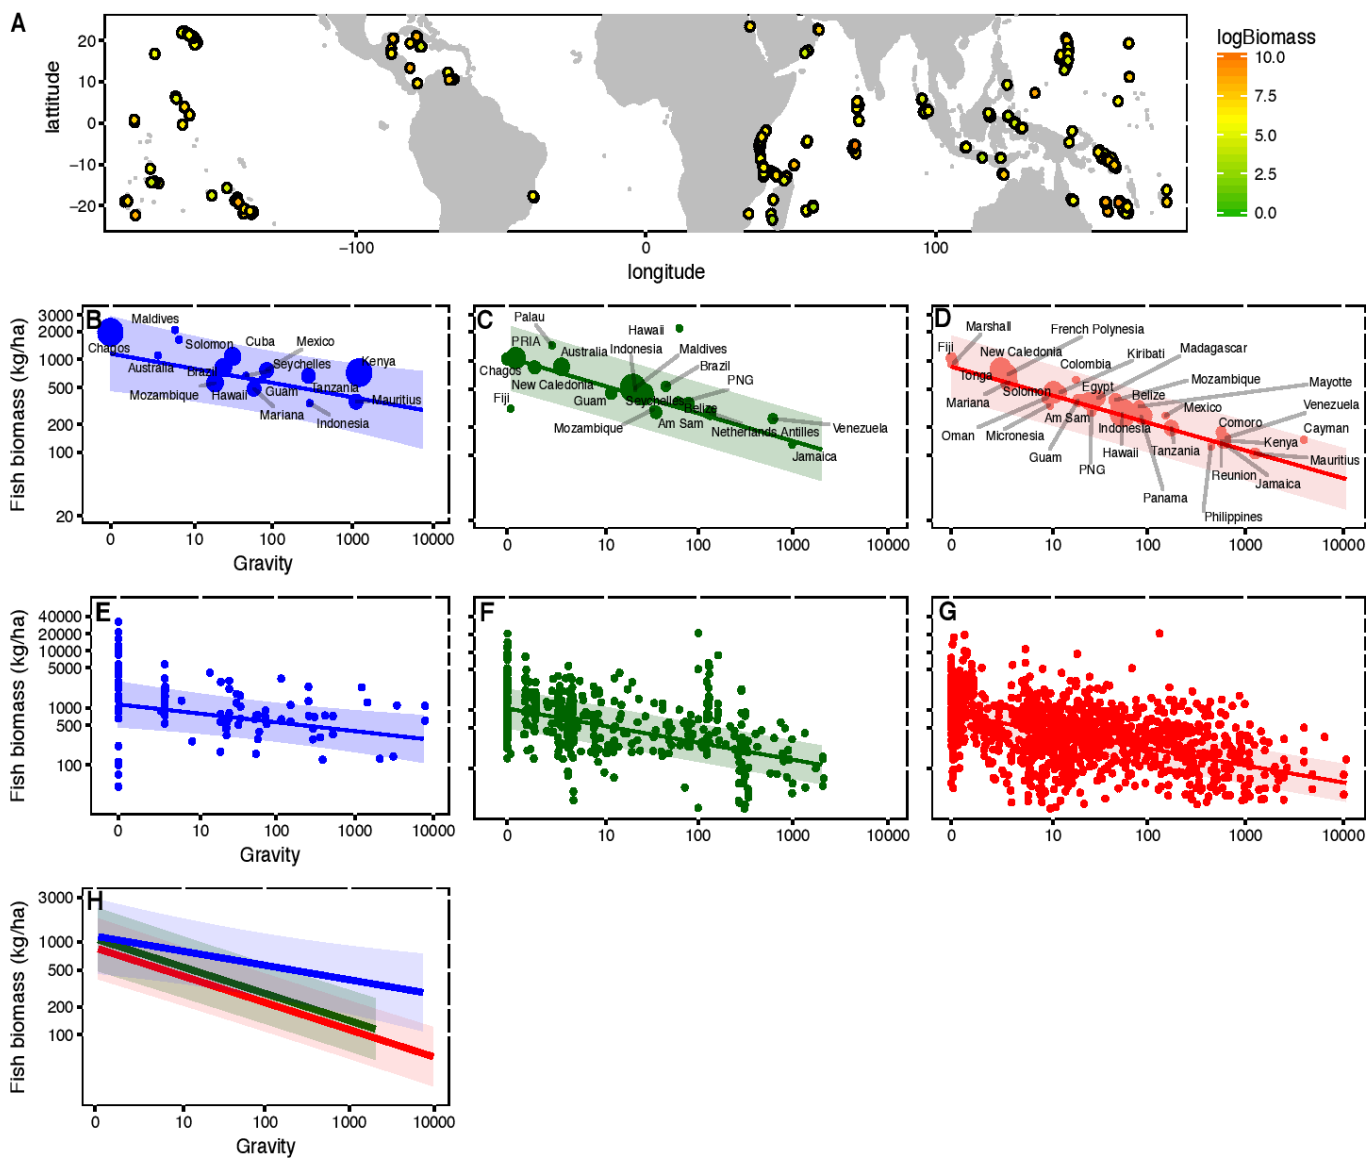 A
lattitude
20
10
0
−10
−20
−100
0
100
longitude
logBiomass
10.0
7.5
5.0
2.5
0.0
B
Fish biomass (kg/ha)
3000
2000
1000
500
200
100
20
Maldives
Chagos
Solomon
Cuba
Mexico
Kenya
Australia
Brazil
Seychelles
Tanzania
Mozambique
Hawaii
Guam
Mauritius
Mariana
Indonesia
0
10
100
1000
10000
Gravity
C
Palau
Hawaii
PRIA
Australia
Indonesia
Maldives
Chagos
Brazil
New Caledonia
PNG
Fiji
Guam
Seychelles
Belize
Mozambique
Am Sam
Netherlands Antilles
Venezuela
Jamaica
0
10
100
1000
10000
D
Marshall
French Polynesia
Fiji
New Caledonia
Kiribati
Madagascar
Colombia
Tonga
Egypt
Mozambique
Mayotte
Mariana
Solomon
Belize
Mexico
Venezuela
Oman
Micronesia
Am Sam
Indonesia
Comoro
Cayman
Guam
Hawaii
Tanzania
Kenya
Mauritius
PNG
Reunion
Jamaica
Panama
Philippines
0
10
100
1000
10000
E
Fish biomass (kg/ha)
40000
20000
10000
5000
1000
500
100
0
10
100
1000
10000
Gravity
F
0
10
100
1000
10000
G
0
10
100
1000
10000
H
Fish biomass (kg/ha)
3000
1000
500
200
100
0
10
100
1000
10000
Gravity